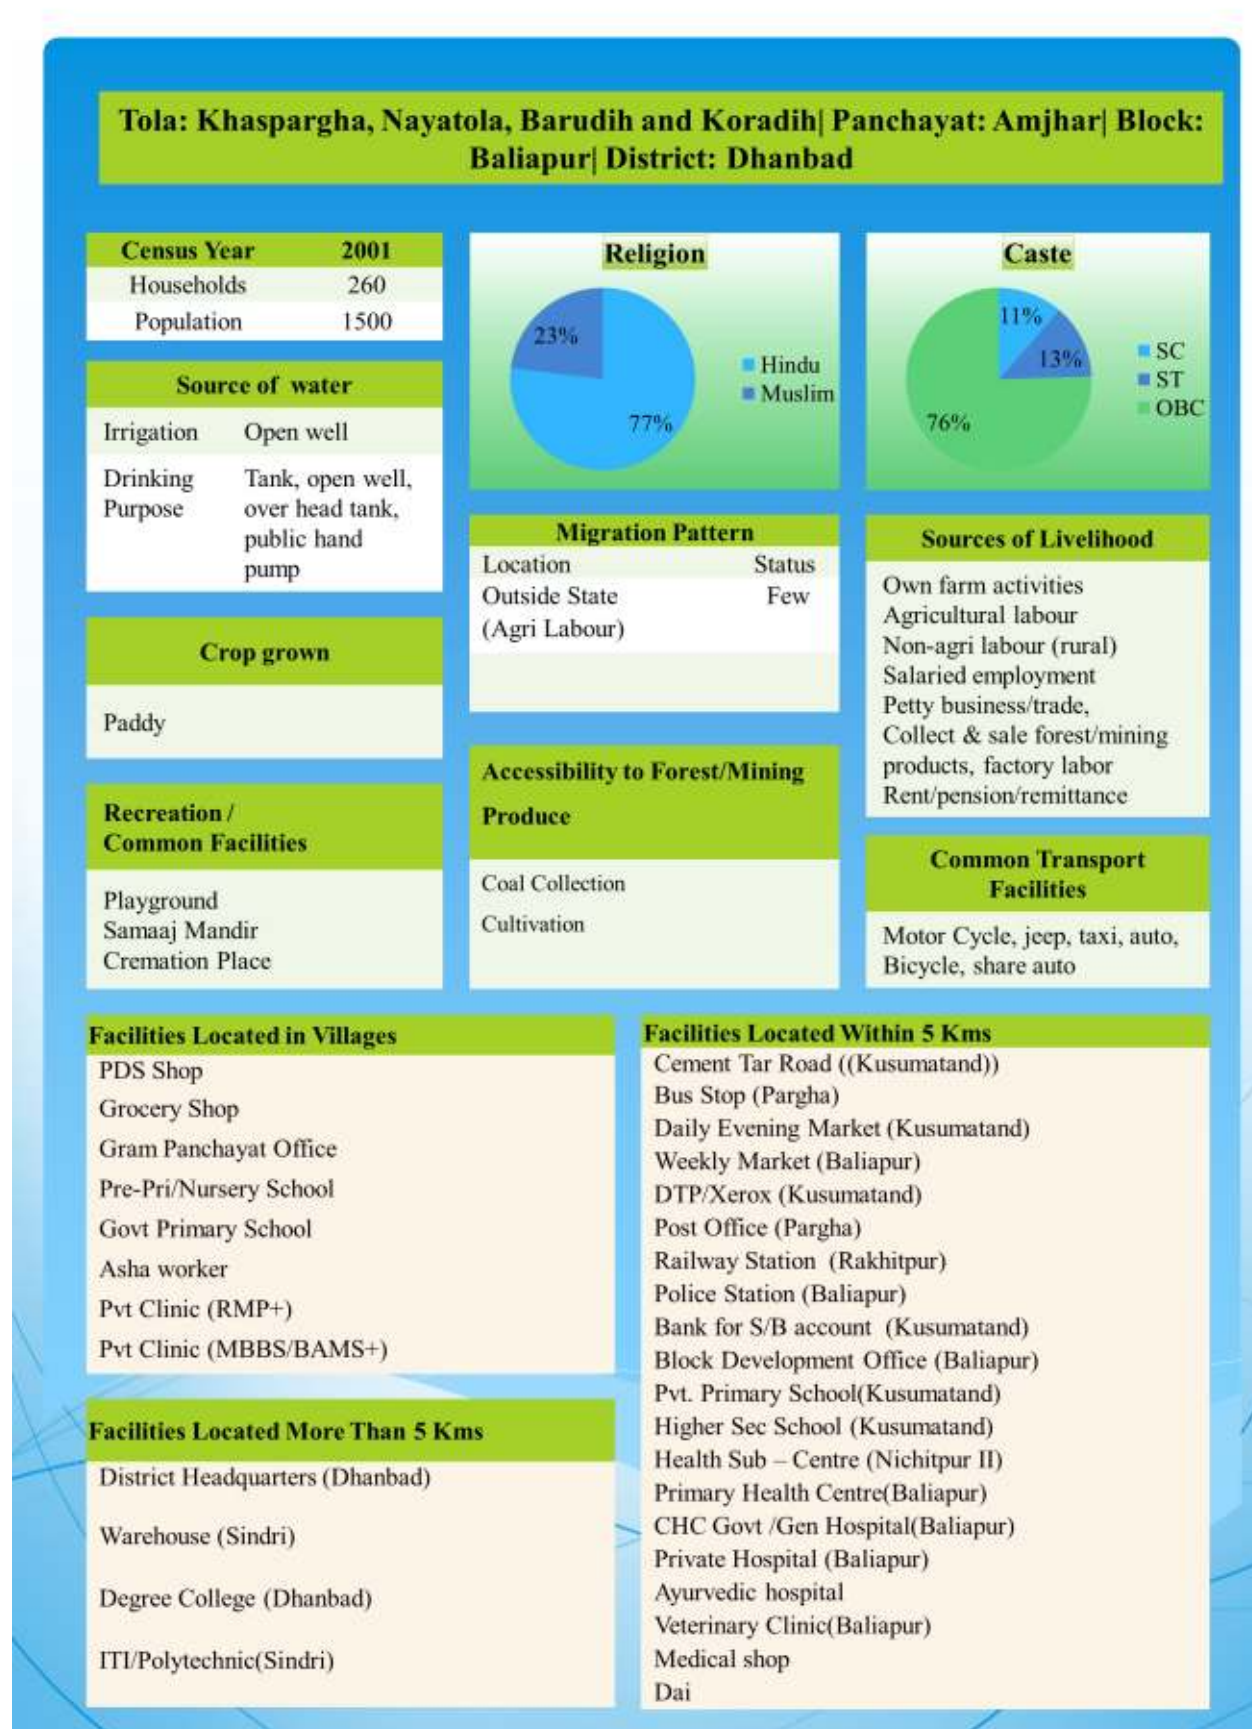 Tola: Khaspargha, Nayatola, Barudih and Koradih| Panchayat: Amjhar| Block:
Baliapur| District: Dhanbad
Census Year 2001
Households 260
Population 1500
Source of water
Irrigation Open well
Drinking Tank, open well,
Purpose over head tank,
public hand
pump
Crop grown
Paddy
Recreation /
Common Facilities
Playground
Samaaj Mandir
Cremation Place
Religion
23%
77%
Hindu
Muslim
Migration Pattern
Location Status
Outside State Few
(Agri Labour)
Accessibility to Forest/Mining
Produce
Coal Collection
Cultivation
Caste
11%
13%
76%
SC
ST
OBC
Sources of Livelihood
Own farm activities
Agricultural labour
Non-agri labour (rural)
Salaried employment
Petty business/trade,
Collect & sale forest/mining
products, factory labor
Rent/pension/remittance
Common Transport
Facilities
Motor Cycle, jeep, taxi, auto,
Bicycle, share auto
Facilities Located in Villages
PDS Shop
Grocery Shop
Gram Panchayat Office
Pre-Pri/Nursery School
Govt Primary School
Asha worker
Pvt Clinic (RMP+)
Pvt Clinic (MBBS/BAMS+)
Facilities Located More Than 5 Kms
District Headquarters (Dhanbad)
Warehouse (Sindri)
Degree College (Dhanbad)
ITI/Polytechnic(Sindri)
Facilities Located Within 5 Kms
Cement Tar Road ((Kusumatand))
Bus Stop (Pargha)
Daily Evening Market (Kusumatand)
Weekly Market (Baliapur)
DTP/Xerox (Kusumatand)
Post Office (Pargha)
Railway Station (Rakhitpur)
Police Station (Baliapur)
Bank for S/B account (Kusumatand)
Block Development Office (Baliapur)
Pvt. Primary School(Kusumatand)
Higher Sec School (Kusumatand)
Health Sub – Centre (Nichitpur II)
Primary Health Centre(Baliapur)
CHC Govt /Gen Hospital(Baliapur)
Private Hospital (Baliapur)
Ayurvedic hospital
Veterinary Clinic(Baliapur)
Medical shop
Dai